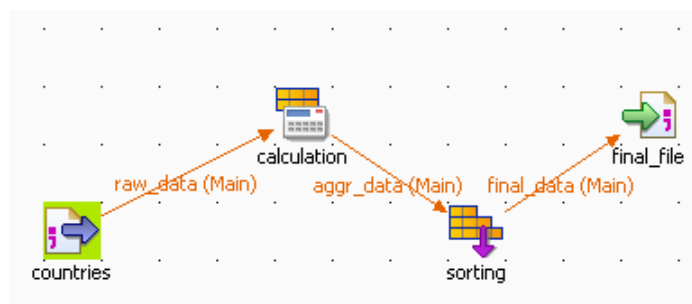 calculation
final_file
raw_data (Main)
aggr_data (Main)
final_data (Main)
countries
sorting